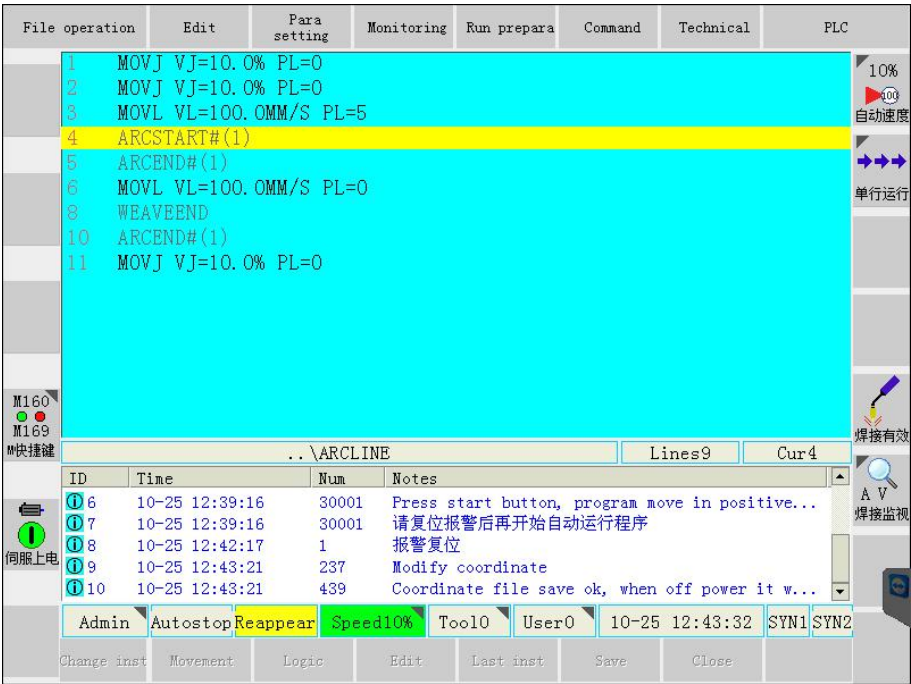 File operation Edit Para setting Monitoring Run prepara Command Technical PLC
1 MOVJ VJ=10.0% PL=0
2 MOVJ VJ=10.0% PL=0
3 MOVL VL=100.0MM/S PL=5
4 ARCSTART#(1)
5 ARCEND#(1)
6 MOVL VL=100.0MM/S PL=0
8 WEAVEEND
10 ARCEND#(1)
11 MOVJ VJ=10.0% PL=0
10%
100
自动速度
单行运行
M160
M169
M快捷键
焊接有效
..\ARCLINE Lines9 Cur4
ID Time Num Notes
6 10-25 12:39:16 30001 Press start button, program move in positive...
7 10-25 12:39:16 30001 请复位报警后再开始自动运行程序
8 10-25 12:42:17 1 报警复位
9 10-25 12:43:21 237 Modify coordinate
10 10-25 12:43:21 439 Coordinate file save ok, when off power it w...
伺服上电
A V
焊接监视
Admin Autostop Reappear Speed10% Tool0 User0 10-25 12:43:32 SYN1 SYN2
Change inst Movement Logic Edit Last inst Save Close